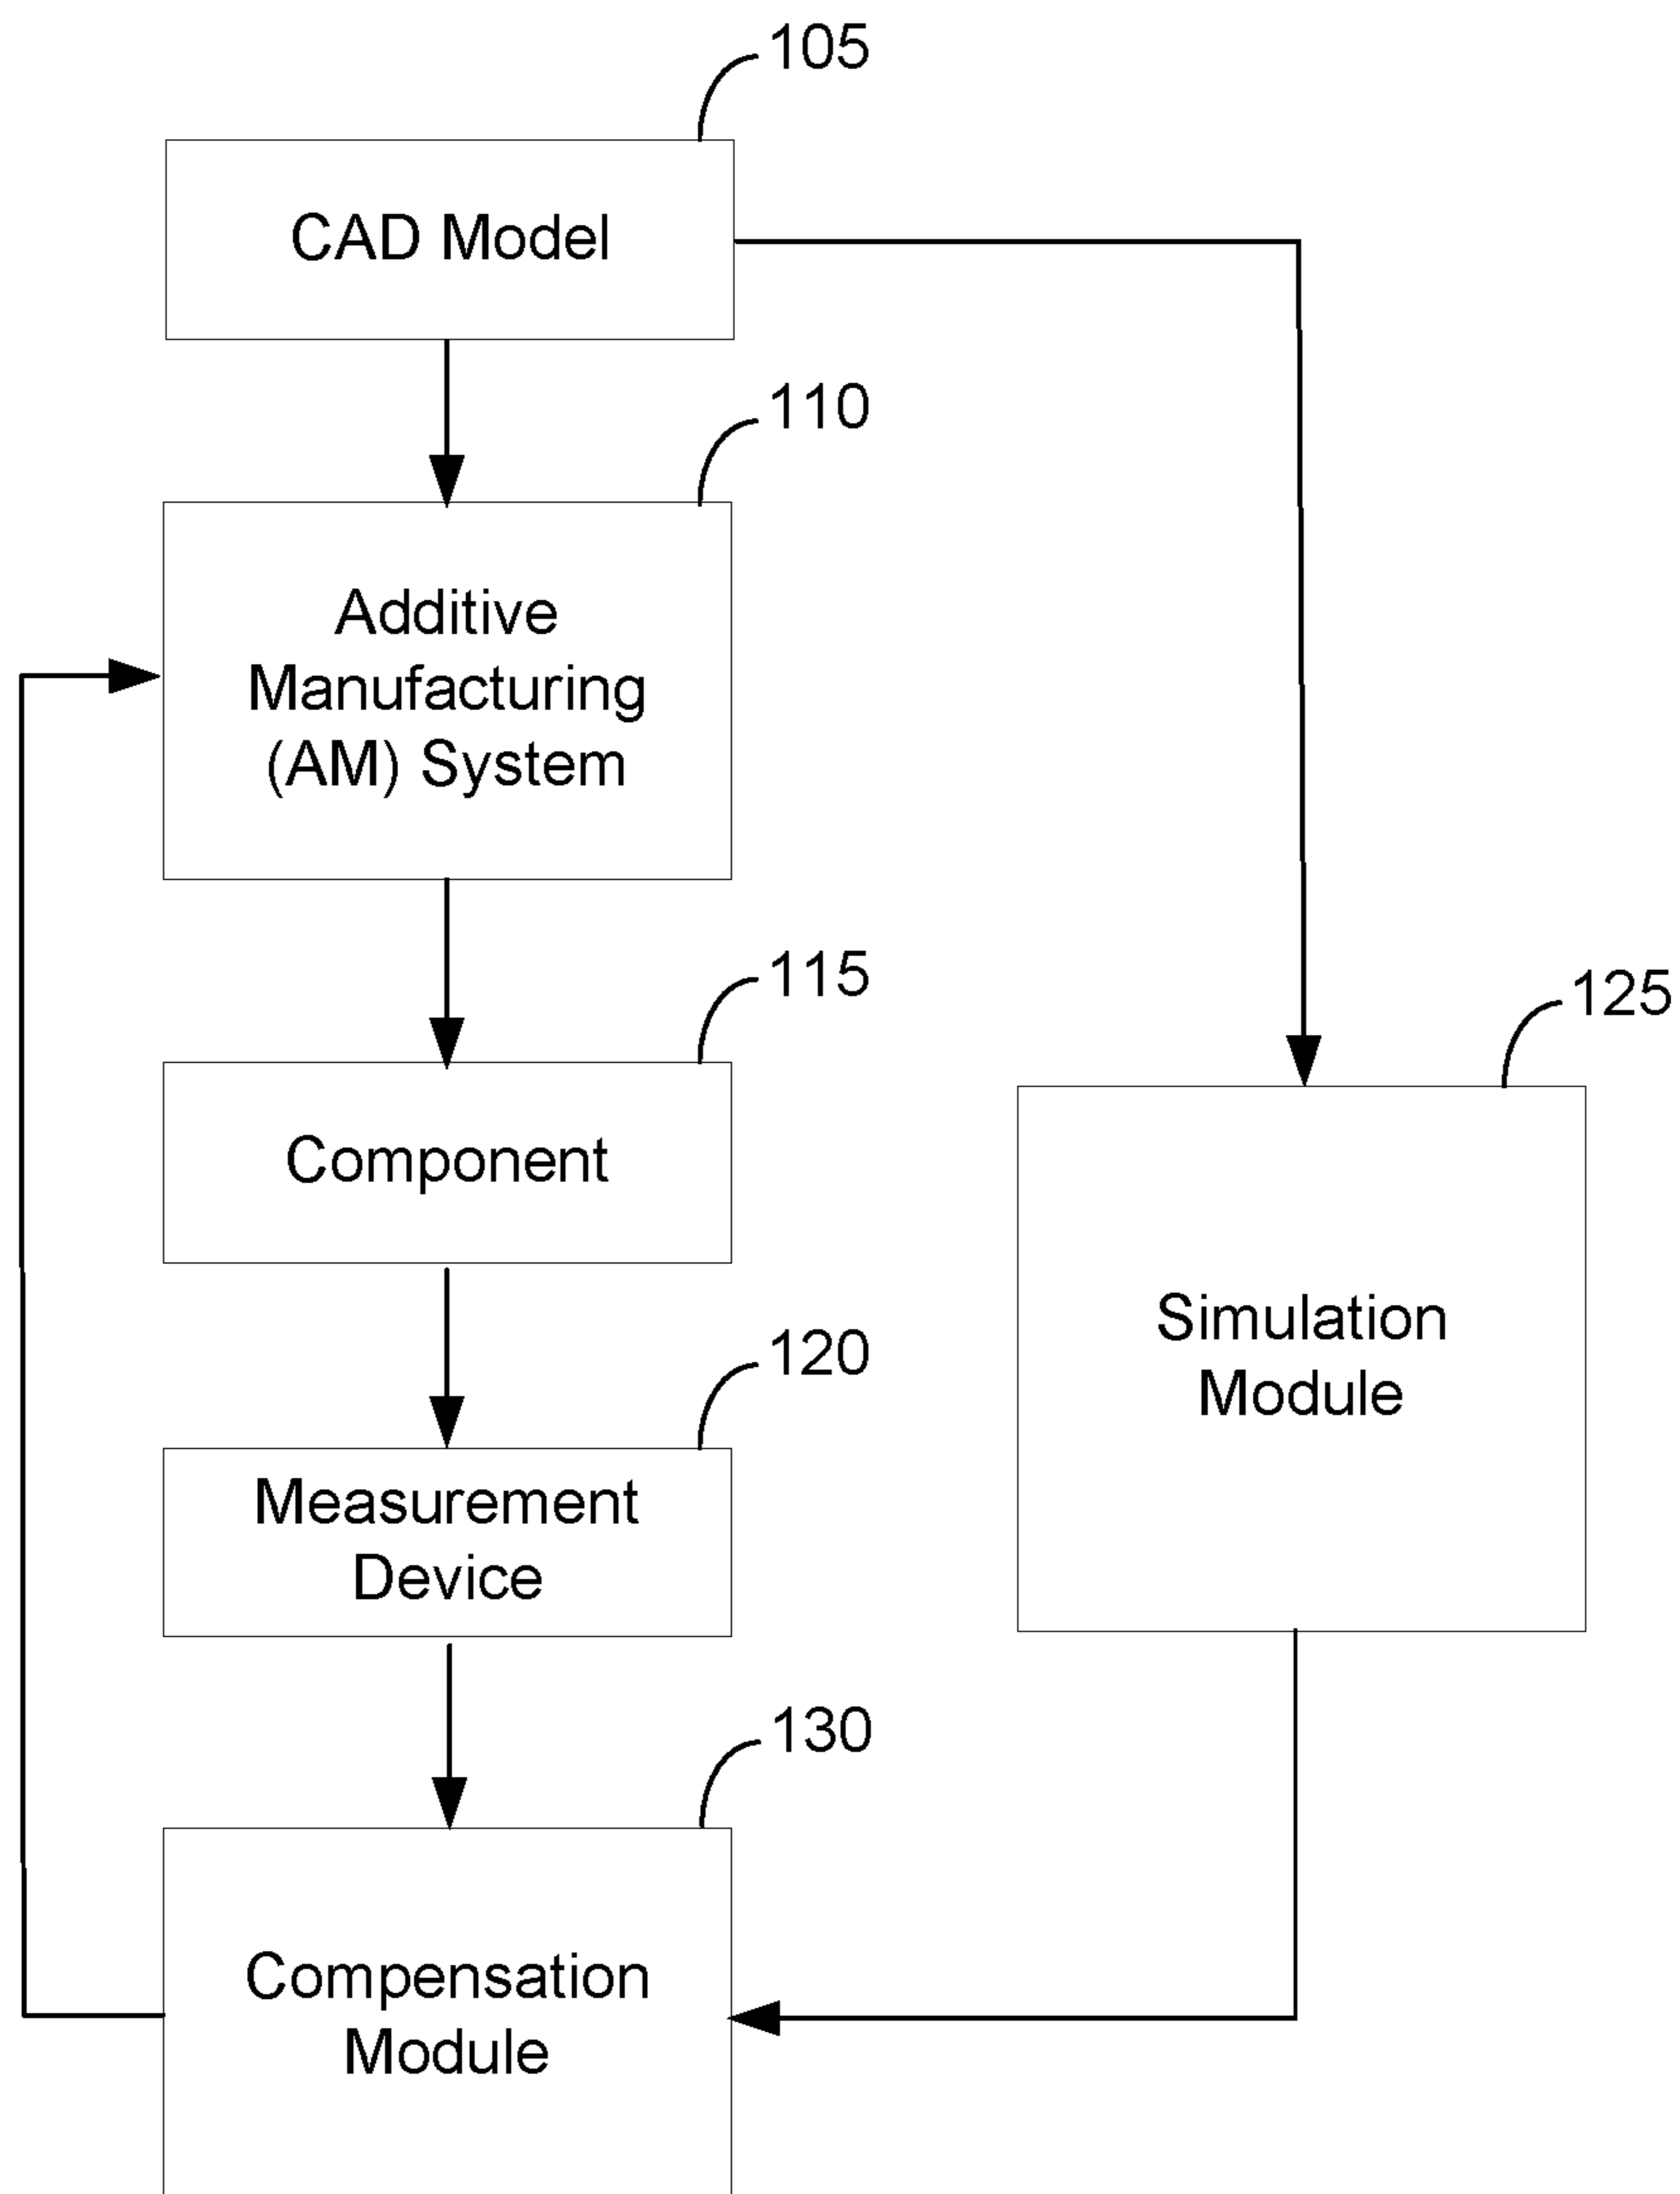 105
CAD Model
110
Additive
Manufacturing
(AM) System
115
Component
125
Simulation
Module
120
Measurement
Device
130
Compensation
Module